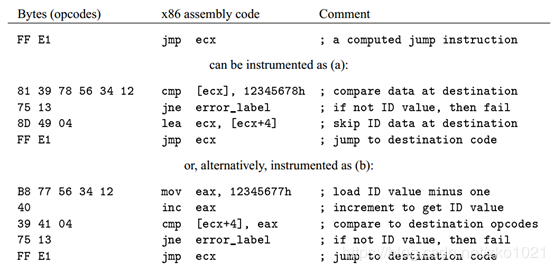 Bytes (opcodes) x86 assembly code Comment
FF E1 jmp ecx ; a computed jump instruction
can be instrumented as (a):
81 39 78 56 34 12 cmp [ecx], 12345678h ; compare data at destination
75 13 jne error_label ; if not ID value, then fail
8D 49 04 lea ecx, [ecx+4] ; skip ID data at destination
FF E1 jmp ecx ; jump to destination code
or, alternatively, instrumented as (b):
B8 77 56 34 12 mov eax, 12345677h ; load ID value minus one
40 inc eax ; increment to get ID value
39 41 04 cmp [ecx+4], eax ; compare to destination opcodes
75 13 jne error_label ; if not ID value, then fail
FF E1 jmp ecx ; jump to destination code